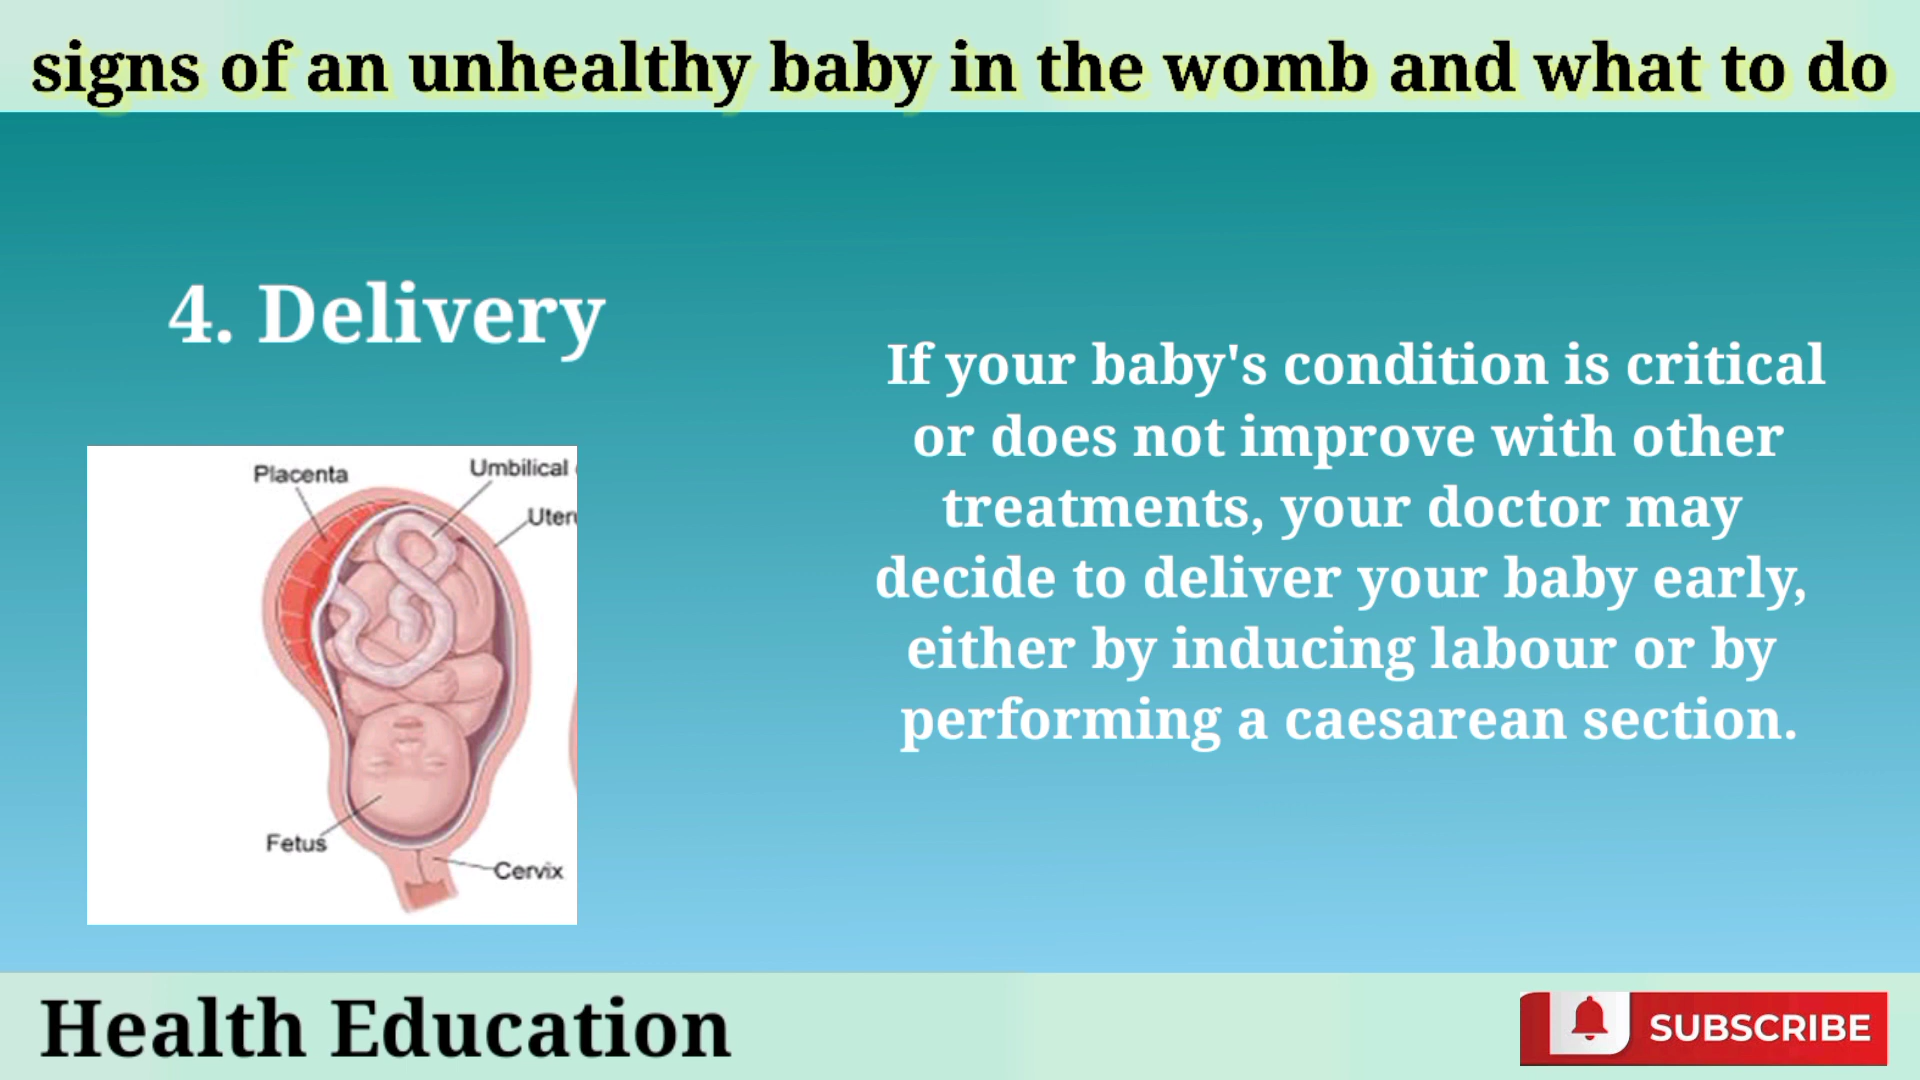 signs of an unhealthy baby in the womb and what to do
4. Delivery
If your baby's condition is critical
or does not improve with other
treatments, your doctor may
decide to deliver your baby early,
either by inducing labour or by
performing a caesarean section.
Placenta
Umbilical
Uter
Fetus
Cervix
Health Education
SUBSCRIBE